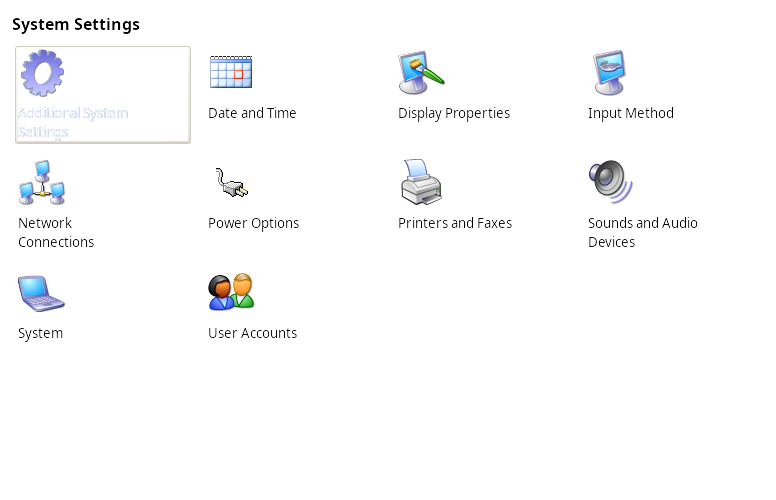 System Settings
Additional System
Settings
Date and Time
Display Properties
Input Method
Network
Connections
Power Options
Printers and Faxes
Sounds and Audio
Devices
System
User Accounts